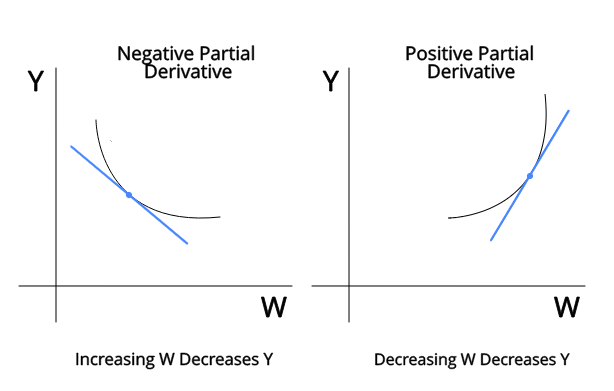 Negative Partial
Derivative
Y
W
Increasing W Decreases Y
Positive Partial
Derivative
Y
W
Decreasing W Decreases Y